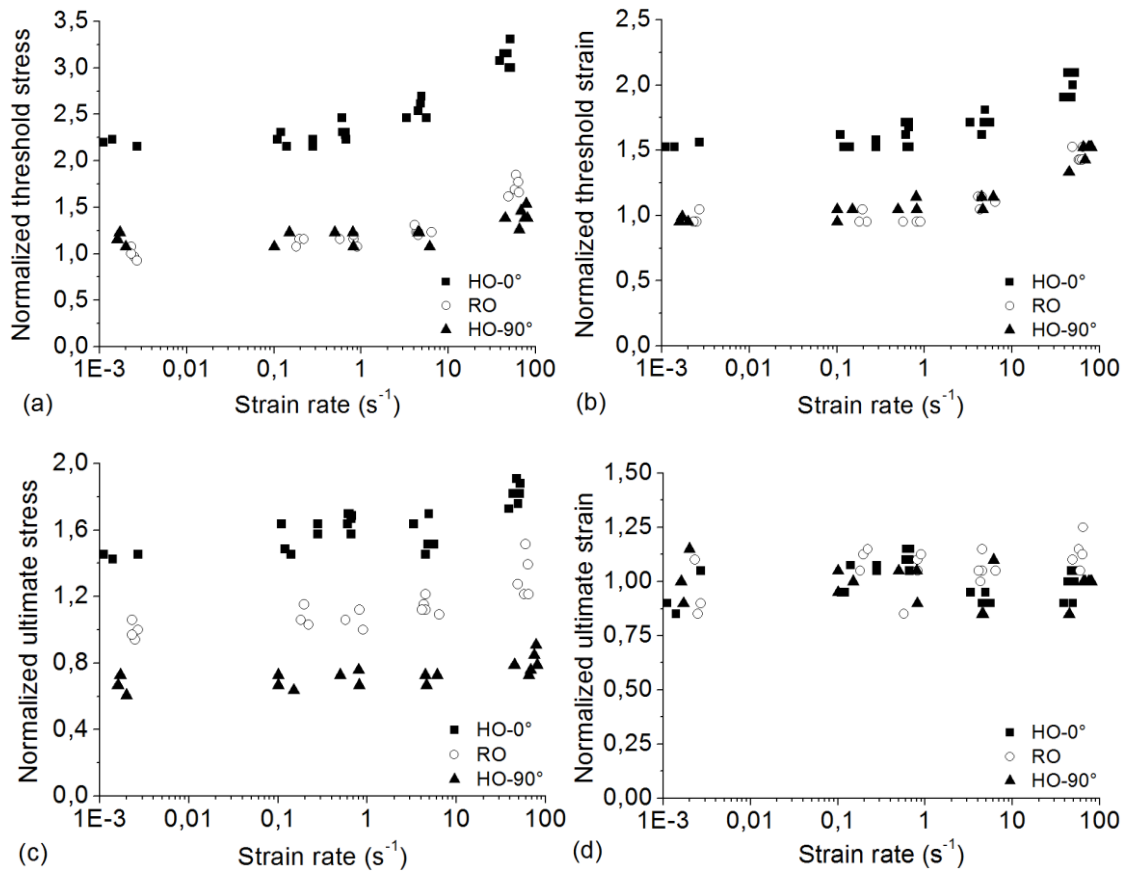 (a)
Normalized threshold stress
3,5
3,0
2,5
2,0
1,5
1,0
0,5
0,0
HO-0°
RO
HO-90°
1E-3 0,01 0,1 1 10 100
Strain rate (s⁻¹)
(b)
Normalized threshold strain
2,5
2,0
1,5
1,0
0,5
0,0
HO-0°
RO
HO-90°
1E-3 0,01 0,1 1 10 100
Strain rate (s⁻¹)
(c)
Normalized ultimate stress
2,0
1,6
1,2
0,8
0,4
0,0
HO-0°
RO
HO-90°
1E-3 0,01 0,1 1 10 100
Strain rate (s⁻¹)
(d)
Normalized ultimate strain
1,50
1,25
1,00
0,75
0,50
0,25
0,00
HO-0°
RO
HO-90°
1E-3 0,01 0,1 1 10 100
Strain rate (s⁻¹)